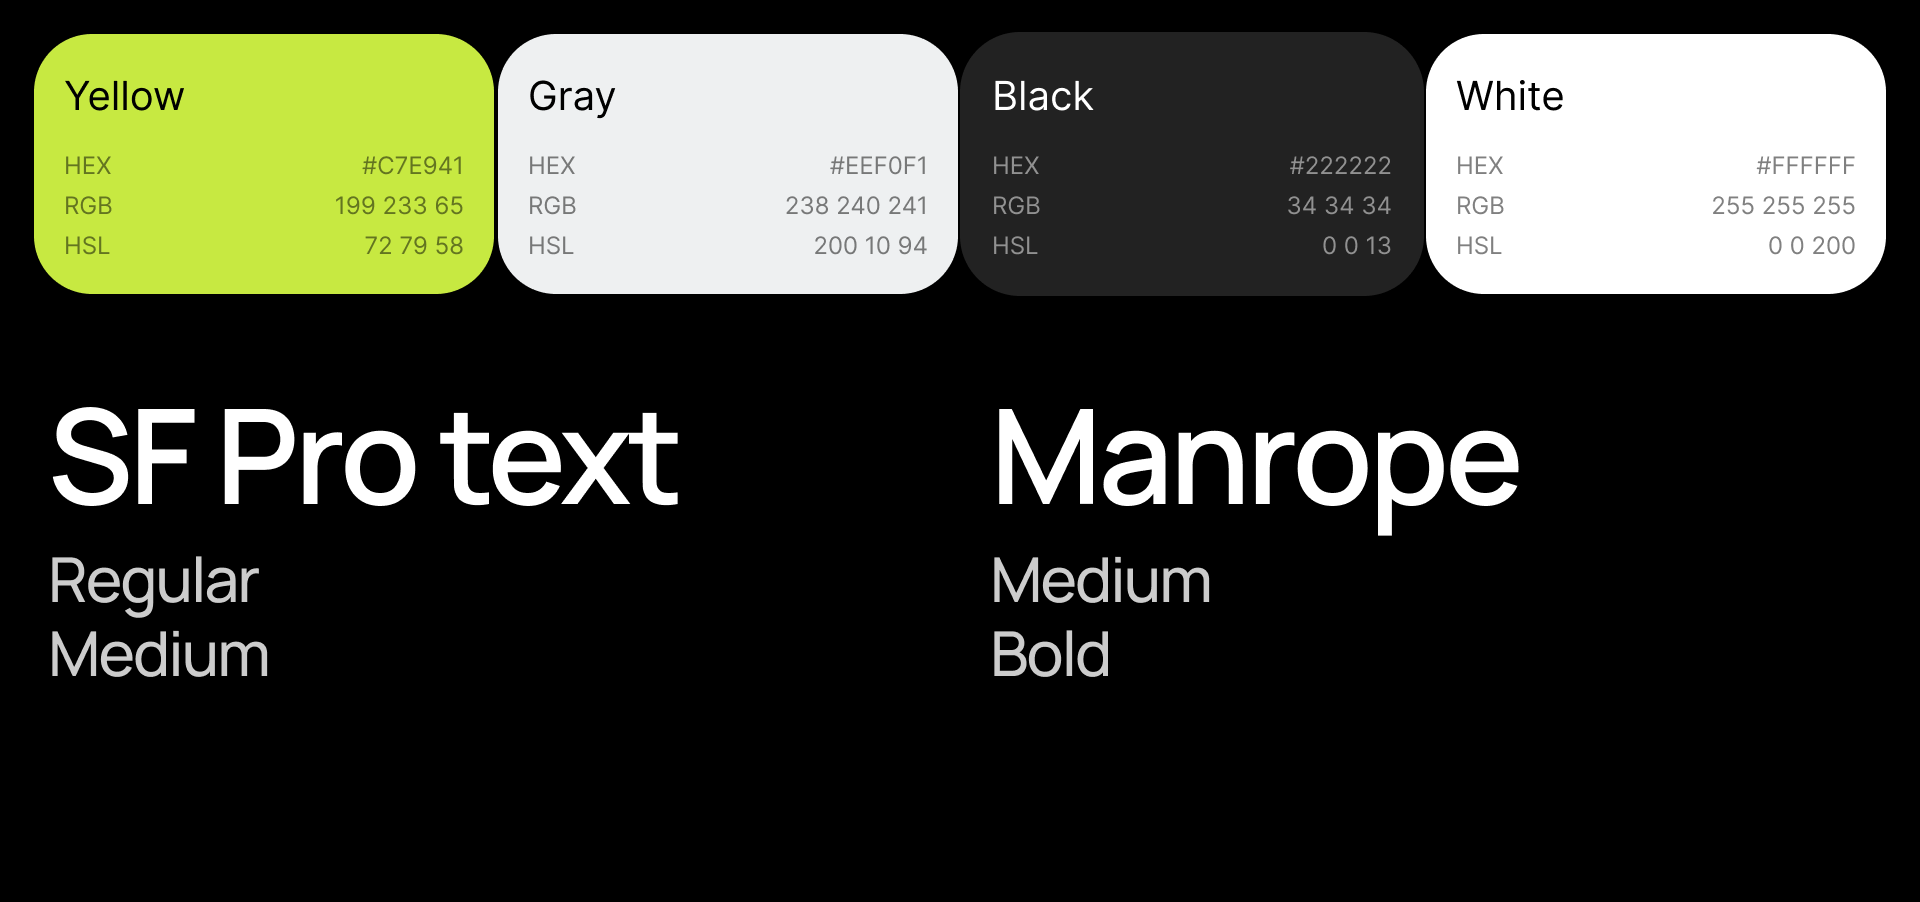 Yellow
HEX #C7E941
RGB 199 233 65
HSL 72 79 58
Gray
HEX #EEF0F1
RGB 238 240 241
HSL 200 10 94
Black
HEX #222222
RGB 34 34 34
HSL 0 0 13
White
HEX #FFFFFF
RGB 255 255 255
HSL 0 0 200
SF Pro text
Regular
Medium
Manrope
Medium
Bold